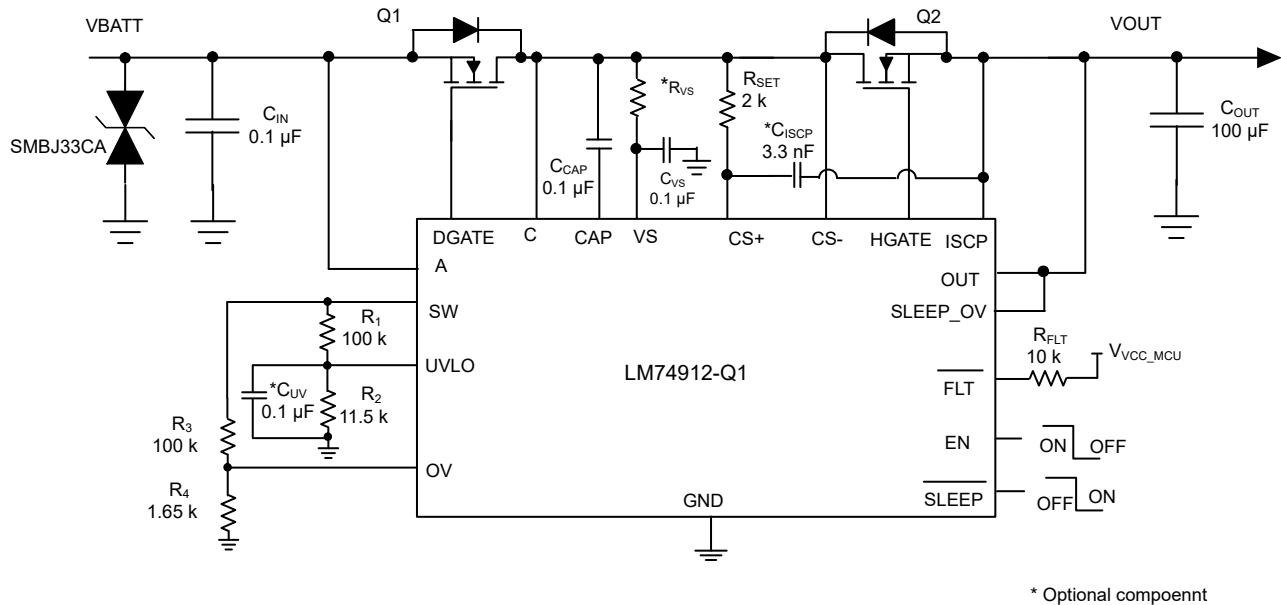 Q1
Q2
VBATT
VOUT
*RVS
RSET
2 k
CIN
0.1 µF
COUT
100 µF
SMBJ33CA
*CISCP
3.3 nF
CCAP
0.1 µF
CVS
0.1 µF
DGATE
C
CAP
VS
CS+
CS-
HGATE
ISCP
A
OUT
SW
SLEEP_OV
R1
100 k
RFLT
10 k
VVCC_MCU
UVLO
LM74912-Q1
FLT
*CUV
0.1 µF
R2
11.5 k
R3
100 k
EN
ON
OFF
OV
R4
1.65 k
GND
SLEEP
OFF
ON
* Optional compoennt